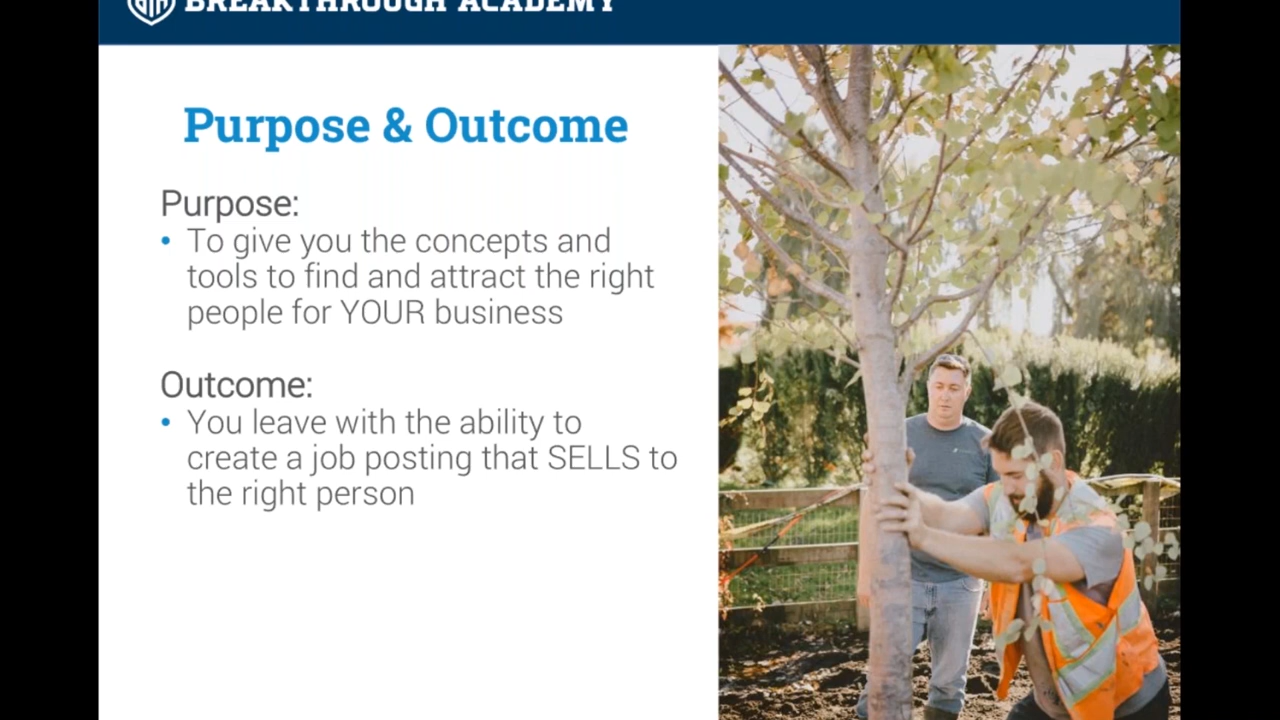 BREAKTHROUGH ACADEMY
Purpose & Outcome
Purpose:
• To give you the concepts and
tools to find and attract the right
people for YOUR business
Outcome:
• You leave with the ability to
create a job posting that SELLS to
the right person